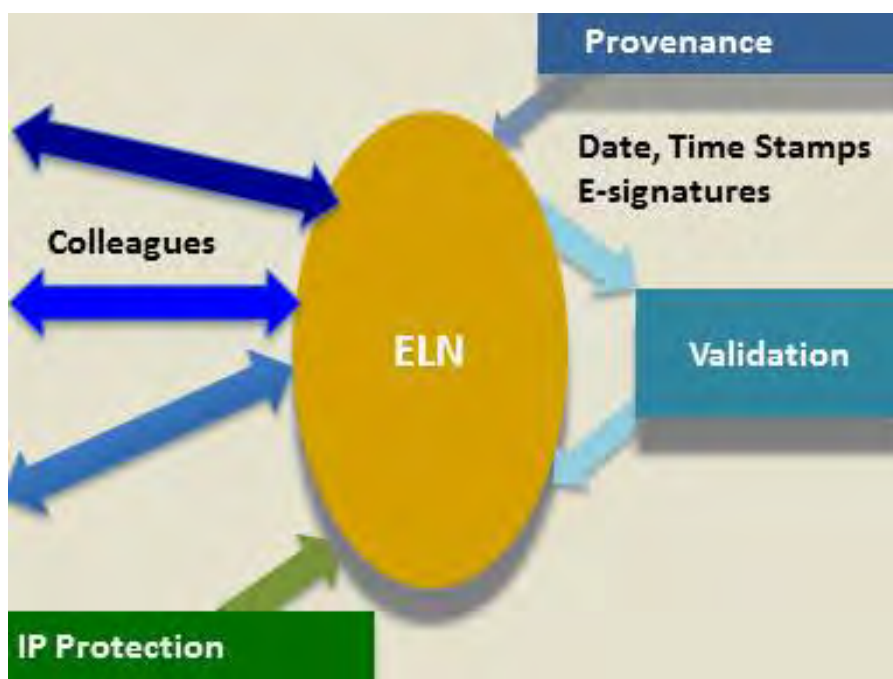 Provenance
Date, Time Stamps
E-signatures
Colleagues
ELN
Validation
IP Protection